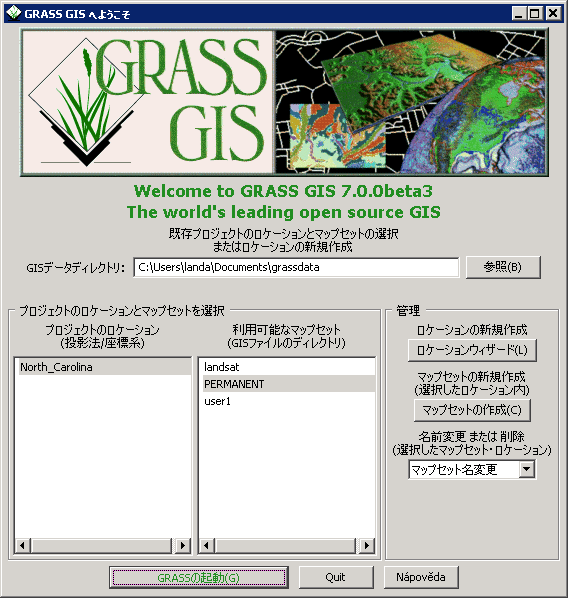 GRASS GIS へようこそ
GRASS
GIS
Welcome to GRASS GIS 7.0.0beta3
The world's leading open source GIS
既存プロジェクトのロケーションとマップセットの選択
またはロケーションの新規作成
GISデータディレクトリ:
C:\Users\landa\Documents\grassdata
参照(B)
プロジェクトのロケーションとマップセットを選択
プロジェクトのロケーション
(投影法/座標系)
North_Carolina
利用可能なマップセット
(GISファイルのディレクトリ)
landsat
PERMANENT
user1
管理
ロケーションの新規作成
ロケーションウィザード(L)
マップセットの新規作成
(選択したロケーション内)
マップセットの作成(C)
名前変更 または 削除
(選択したマップセット・ロケーション)
マップセット名変更
GRASSの起動(G)
Quit
Nápověda